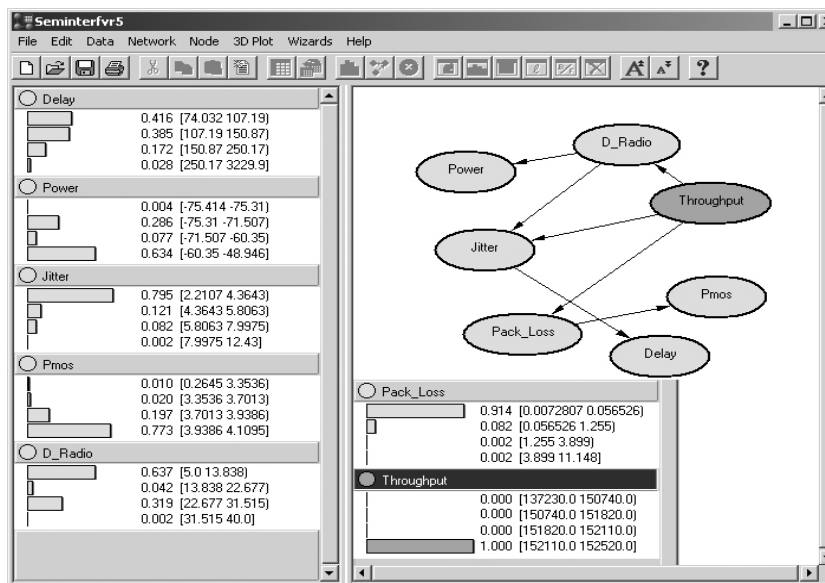 Seminterfvr5
File Edit Data Network Node 3D Plot Wizards Help
Delay
0.416 [74.032 107.19)
0.385 [107.19 150.87)
0.172 [150.87 250.17)
0.028 [250.17 3229.9]
Power
0.004 [-75.414 -75.31)
0.286 [-75.31 -71.507)
0.077 [-71.507 -60.35)
0.634 [-60.35 -48.946]
Jitter
0.795 [2.2107 4.3643)
0.121 [4.3643 5.8063)
0.082 [5.8063 7.9975)
0.002 [7.9975 12.43]
Pmos
0.010 [0.2645 3.3536)
0.020 [3.3536 3.7013)
0.197 [3.7013 3.9386)
0.773 [3.9386 4.1095]
D_Radio
0.637 [5.0 13.838)
0.042 [13.838 22.677)
0.319 [22.677 31.515)
0.002 [31.515 40.0]
D_Radio
Power
Throughput
Jitter
Pmos
Pack_Loss
Delay
Pack_Loss
0.914 [0.0072807 0.056526)
0.082 [0.056526 1.255)
0.002 [1.255 3.899)
0.002 [3.899 11.148]
Throughput
0.000 [137230.0 150740.0)
0.000 [150740.0 151820.0)
0.000 [151820.0 152110.0)
1.000 [152110.0 152520.0]